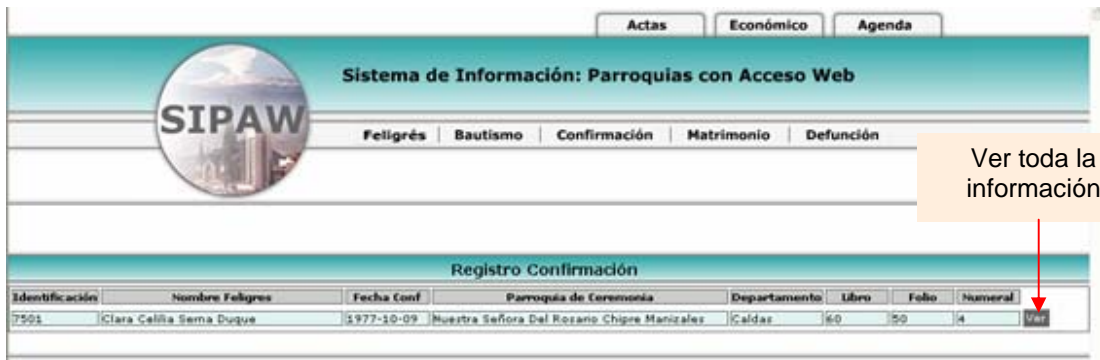 Actas Económico Agenda
Sistema de Información: Parroquias con Acceso Web
SIPAW
Feligrés Bautismo Confirmación Matrimonio Defunción
Ver toda la
información
Registro Confirmación
Identificación Nombre Feligres Fecha Conf Parroquia de Ceremonia Departamento Libro Folio Numeral
7501 Clara Celilia Serna Duque 1977-10-09 Nuestra Señora Del Rosario Chipre Manizales Caldas 60 50 4 Ver